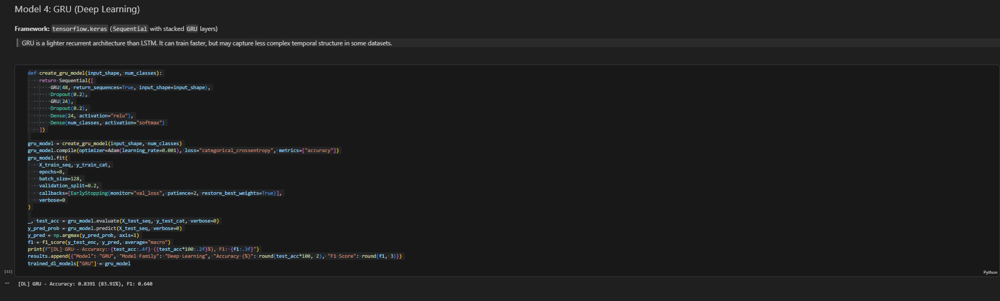 Model 4: GRU (Deep Learning)
Framework: tensorflow.keras (Sequential with stacked GRU layers)
GRU is a lighter recurrent architecture than LSTM. It can train faster, but may capture less complex temporal structure in some datasets.
def create_gru_model(input_shape, num_classes):
    return Sequential([
        GRU(48, return_sequences=True, input_shape=input_shape),
        Dropout(0.2),
        GRU(24),
        Dropout(0.2),
        Dense(24, activation="relu"),
        Dense(num_classes, activation="softmax")
    ])
gru_model = create_gru_model(input_shape, num_classes)
gru_model.compile(optimizer=Adam(learning_rate=0.001), loss="categorical_crossentropy", metrics=["accuracy"])
gru_model.fit(
    X_train_seq, y_train_cat,
    epochs=8,
    batch_size=128,
    validation_split=0.2,
    callbacks=[EarlyStopping(monitor="val_loss", patience=2, restore_best_weights=True)],
    verbose=0
)
_, test_acc = gru_model.evaluate(X_test_seq, y_test_cat, verbose=0)
y_pred_prob = gru_model.predict(X_test_seq, verbose=0)
y_pred = np.argmax(y_pred_prob, axis=1)
f1 = f1_score(y_test_enc, y_pred, average="macro")
print(f"[DL] GRU - Accuracy: {test_acc:.4f} ({test_acc*100:.2f}%), F1: {f1:.3f}")
results.append({"Model": "GRU", "Model Family": "Deep Learning", "Accuracy (%)": round(test_acc*100, 2), "F1 Score": round(f1, 3)})
trained_dl_models["GRU"] = gru_model
[11]
Python
[DL] GRU - Accuracy: 0.8391 (83.91%), F1: 0.640